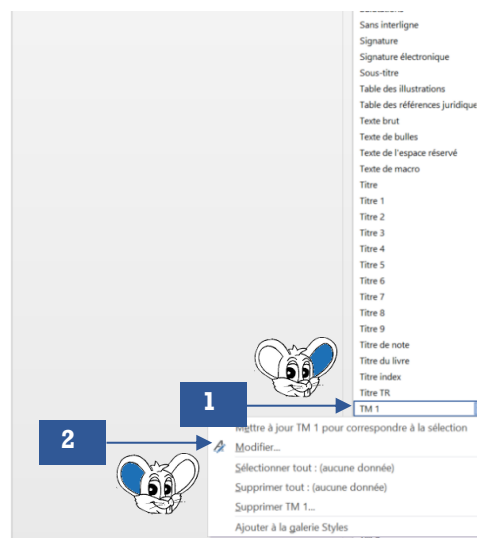 Sans interligne
Signature
Signature électronique
Sous-titre
Table des illustrations
Table des références juridique
Texte brut
Texte de bulles
Texte de l'espace réservé
Texte de macro
Titre
Titre 1
Titre 2
Titre 3
Titre 4
Titre 5
Titre 6
Titre 7
Titre 8
Titre 9
Titre de note
Titre du livre
Titre index
Titre TR
1
TM 1
Mettre à jour TM 1 pour correspondre à la sélection
2
Modifier...
Sélectionner tout : (aucune donnée)
Supprimer tout : (aucune donnée)
Supprimer TM 1...
Ajouter à la galerie Styles